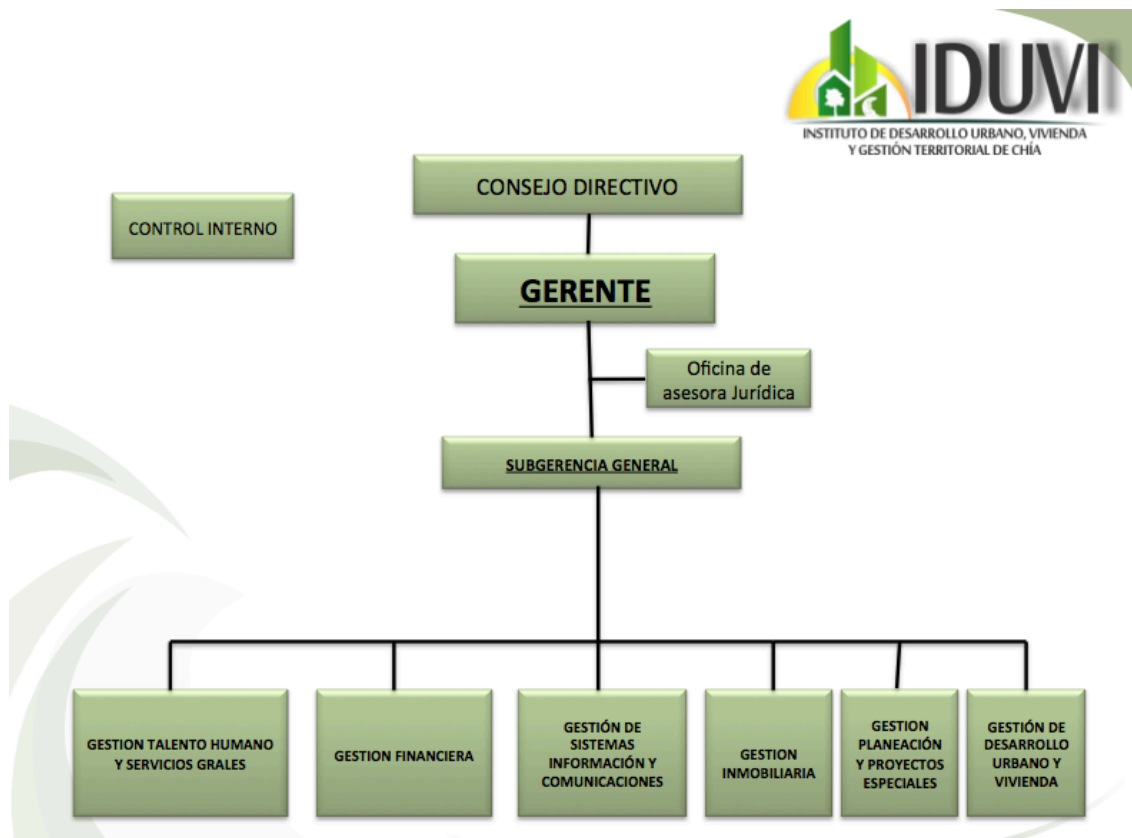 IDUVI
INSTITUTO DE DESARROLLO URBANO, VIVIENDA
Y GESTIÓN TERRITORIAL DE CHÍA
CONSEJO DIRECTIVO
CONTROL INTERNO
GERENTE
Oficina de
asesora Jurídica
SUBGERENCIA GENERAL
GESTION TALENTO HUMANO
Y SERVICIOS GRALES
GESTION FINANCIERA
GESTIÓN DE
SISTEMAS
INFORMACIÓN Y
COMUNICACIONES
GESTION
INMOBILIARIA
GESTION
PLANEACIÓN
Y PROYECTOS
ESPECIALES
GESTIÓN DE
DESARROLLO
URBANO Y
VIVIENDA